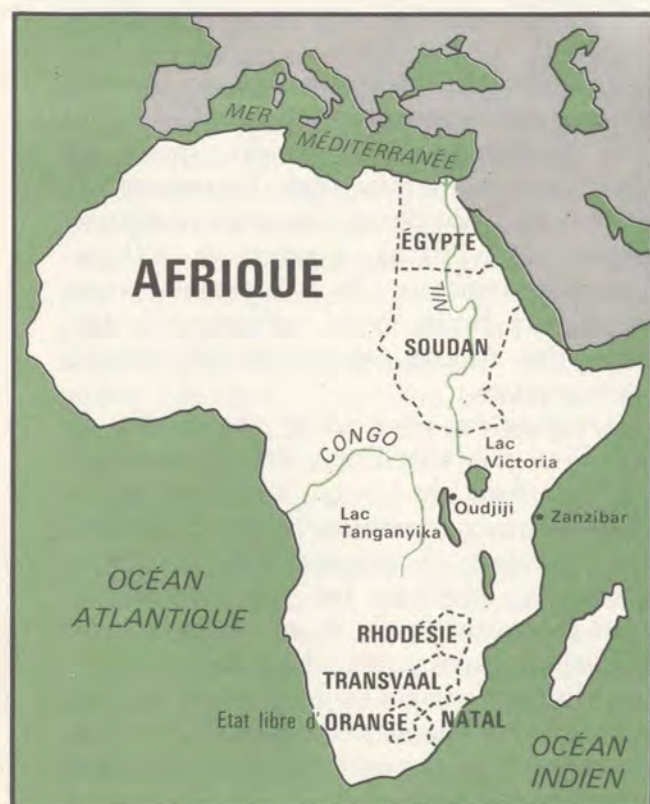 MER
MÉDITERRANÉE
ÉGYPTE
AFRIQUE
NIL
SOUDAN
CONGO
Lac
Victoria
Oudjiji
Lac
Tanganyika
Zanzibar
OCÉAN
ATLANTIQUE
RHODÉSIE
TRANSVAAL
Etat libre d'ORANGE
NATAL
OCÉAN
INDIEN